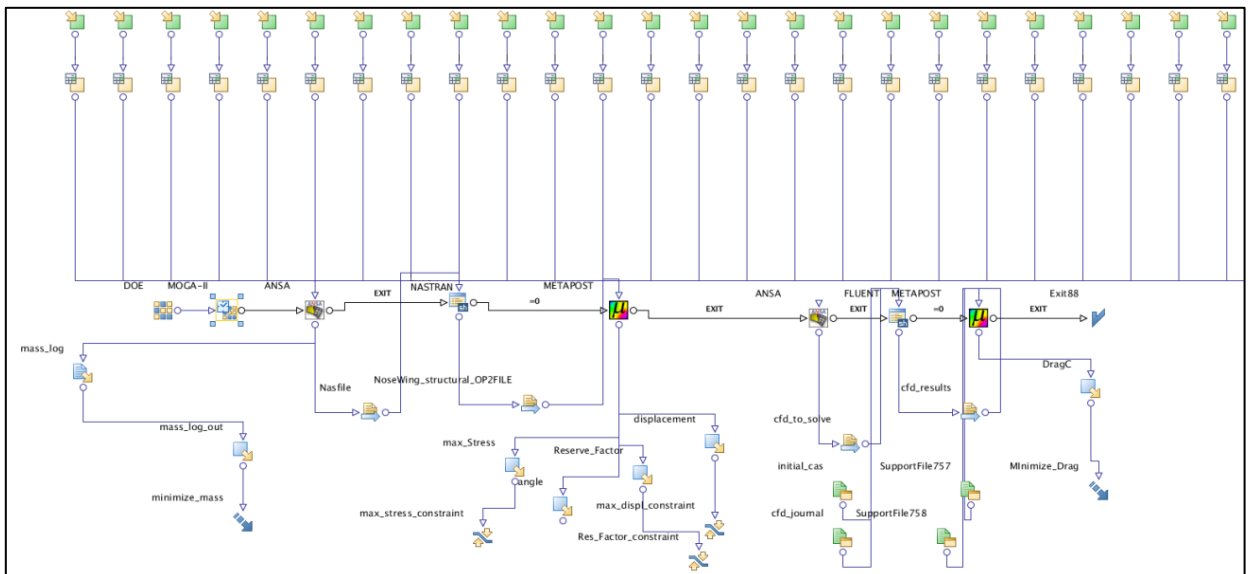 DOE
MOGA-II
ANSA
EXIT
NASTRAN
=0
METAPOST
EXIT
ANSA
EXIT
FLUENT
METAPOST
=0
EXIT
Exit88
mass_log
Nasfile
NoseWing_structural_OP2FILE
mass_log_out
minimize_mass
max_Stress
angle
Reserve_Factor
displacement
max_stress_constraint
max_displ_constraint
Res_Factor_constraint
cfd_to_solve
cfd_results
DragC
initial_cas
SupportFile757
MInimize_Drag
cfd_journal
SupportFile758